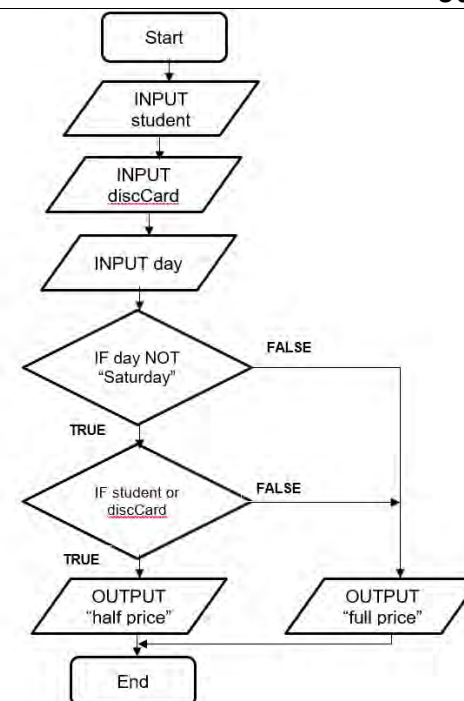 Start
INPUT
student
INPUT
discCard
INPUT day
IF day NOT
“Saturday”
FALSE
TRUE
IF student or
discCard
FALSE
TRUE
OUTPUT
“half price”
OUTPUT
“full price”
End